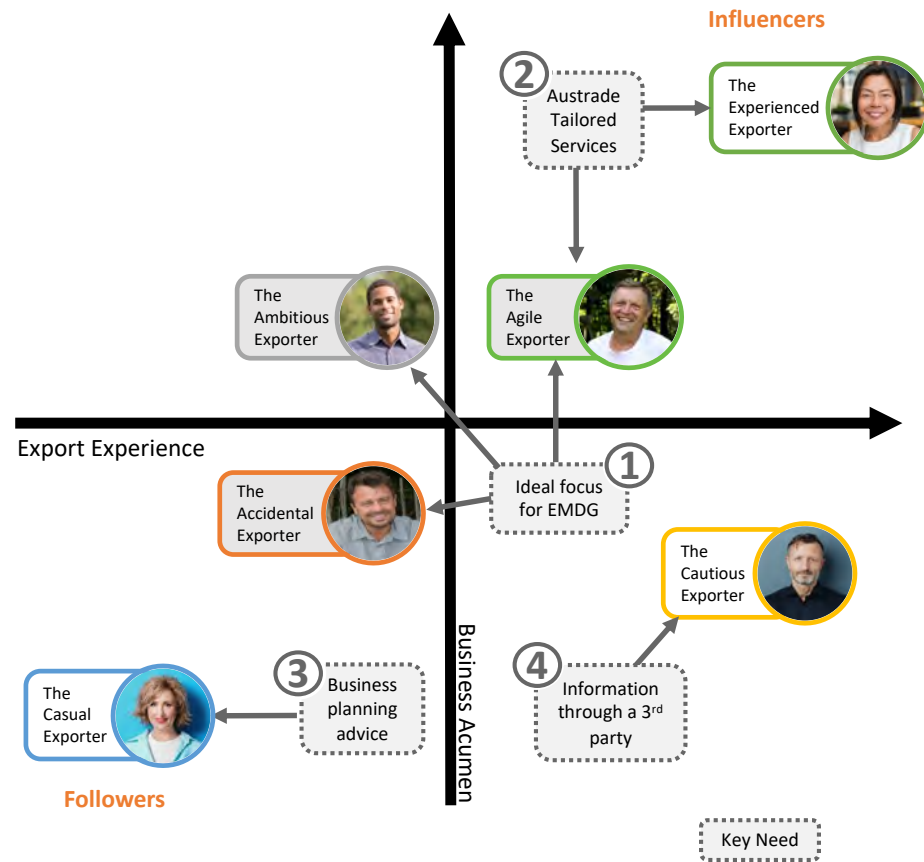 Influencers
2
Austrade
Tailored
Services
The
Experienced
Exporter
The
Ambitious
Exporter
The
Agile
Exporter
Export Experience
1
Ideal focus
for EMDG
The
Accidental
Exporter
The
Cautious
Exporter
Business Acumen
The
Casual
Exporter
3
Business
planning
advice
4
Information
through a 3rd
party
Followers
Key Need